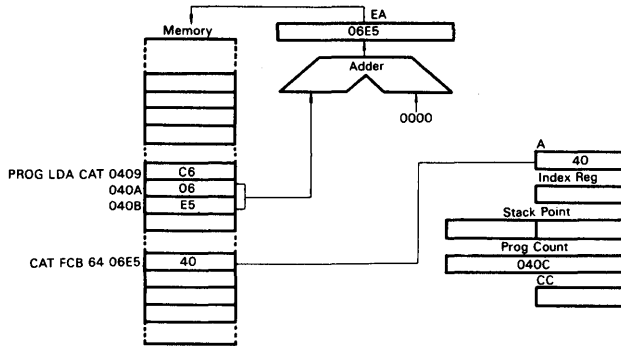 EA
Memory
06E5
Adder
0000
A
PROG LDA CAT 0409 C6
40
040A 06
Index Reg
040B E5
Stack Point
Prog Count
CAT FCB 64 06E5 40
040C
CC